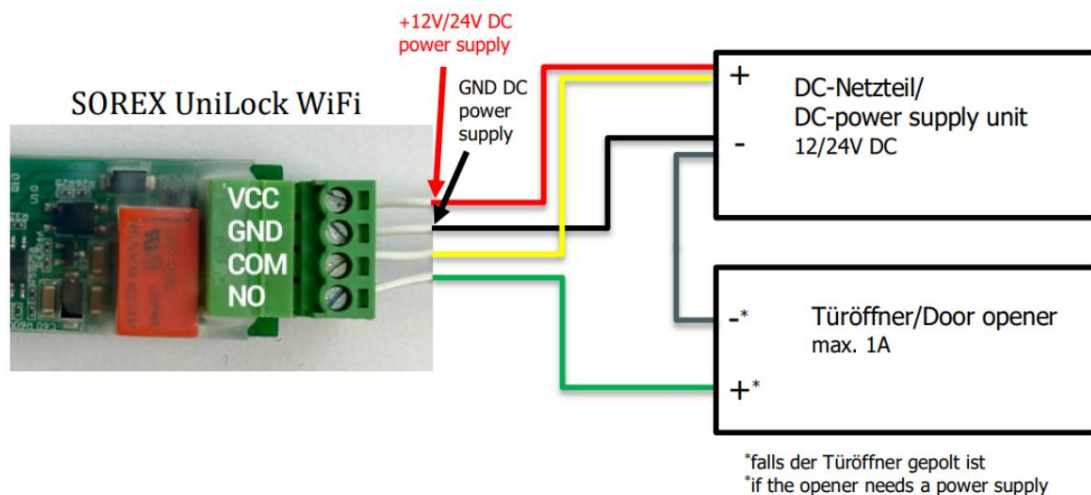 +12V/24V DC
power supply
GND DC
power
supply
SOREX UniLock WiFi
VCC
GND
COM
NO
+
-
DC-Netzteil/
DC-power supply unit
12/24V DC
-*
+*
Türöffner/Door opener
max. 1A
*falls der Türöffner gepolt ist
*if the opener needs a power supply